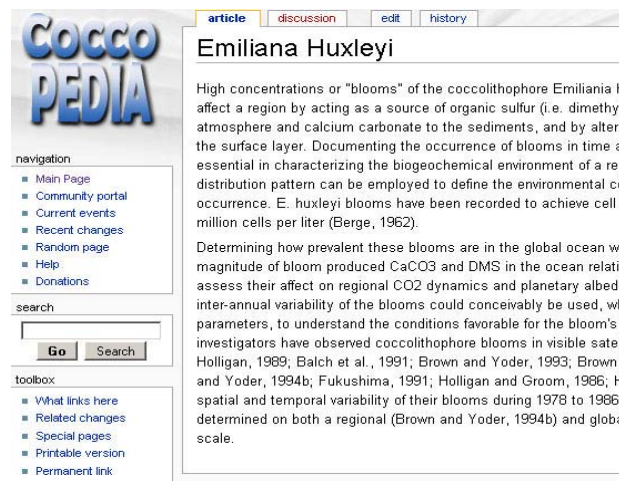 COCCO
PEDIA
article discussion edit history
Emiliana Huxleyi
High concentrations or "blooms" of the coccolithophore Emiliania
affect a region by acting as a source of organic sulfur (i.e.
atmosphere and calcium carbonate to the sediments, and by
the surface layer. Documenting the occurrence of blooms in time
essential in characterizing the biogeochemical environment of a
distribution pattern can be employed to define the environmental
occurrence. E. huxleyi blooms have been recorded to achieve cell
million cells per liter (Berge, 1962).
Determining how prevalent these blooms are in the global ocean
magnitude of bloom produced CaCO3 and DMS in the ocean
assess their affect on regional CO2 dynamics and planetary
inter-annual variability of the blooms could conceivably be used,
parameters, to understand the conditions favorable for the bloom's
investigators have observed coccolithophore blooms in visible
Holligan, 1989; Balch et al., 1991; Brown and Yoder, 1993; Brown
and Yoder, 1994b; Fukushima, 1991; Holligan and Groom, 1986;
spatial and temporal variability of their blooms during 1978 to 1986
determined on both a regional (Brown and Yoder, 1994b) and
scale.
navigation
Main Page
Community portal
Current events
Recent changes
Random page
Help
Donations
search
Go Search
toolbox
What links here
Related changes
Special pages
Printable version
Permanent link